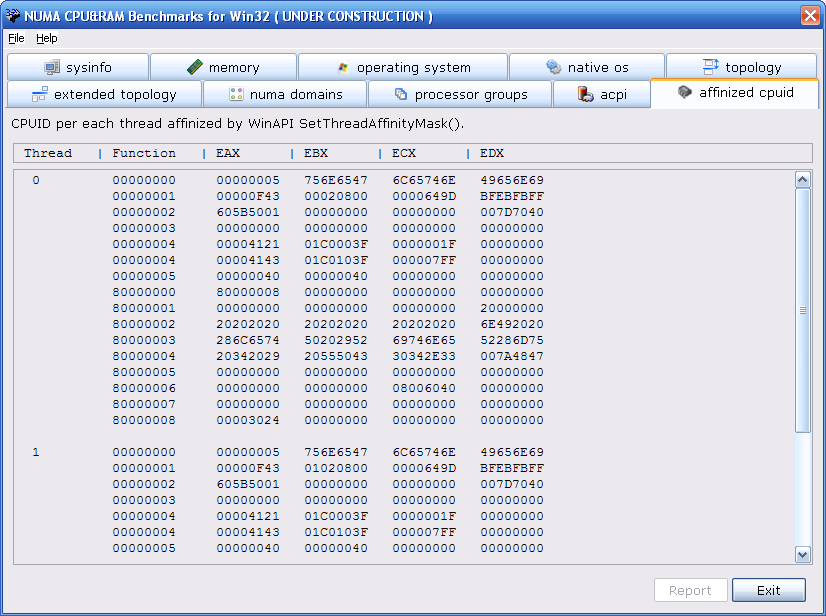 NUMA CPU&RAM Benchmarks for Win32 ( UNDER CONSTRUCTION )
File Help
sysinfo memory operating system native os topology
extended topology numa domains processor groups acpi affinized cpuid
CPUID per each thread affinized by WinAPI SetThreadAffinityMask().
Thread | Function | EAX | EBX | ECX | EDX
0 00000000 00000005 756E6547 6C65746E 49656E69
00000001 00000F43 00020800 0000649D BFEBFBFF
00000002 605B5001 00000000 00000000 007D7040
00000003 00000000 00000000 00000000 00000000
00000004 00004121 01C0003F 0000001F 00000000
00000004 00004143 01C0103F 000007FF 00000000
00000005 00000040 00000040 00000000 00000000
80000000 80000008 00000000 00000000 00000000
80000001 00000000 00000000 00000000 20000000
80000002 20202020 20202020 20202020 6E492020
80000003 286C6574 50202952 69746E65 52286D75
80000004 20342029 20555043 30342E33 007A4847
80000005 00000000 00000000 00000000 00000000
80000006 00000000 00000000 08006040 00000000
80000007 00000000 00000000 00000000 00000000
80000008 00003024 00000000 00000000 00000000
1 00000000 00000005 756E6547 6C65746E 49656E69
00000001 00000F43 01020800 0000649D BFEBFBFF
00000002 605B5001 00000000 00000000 007D7040
00000003 00000000 00000000 00000000 00000000
00000004 00004121 01C0003F 0000001F 00000000
00000004 00004143 01C0103F 000007FF 00000000
00000005 00000040 00000040 00000000 00000000
Report Exit